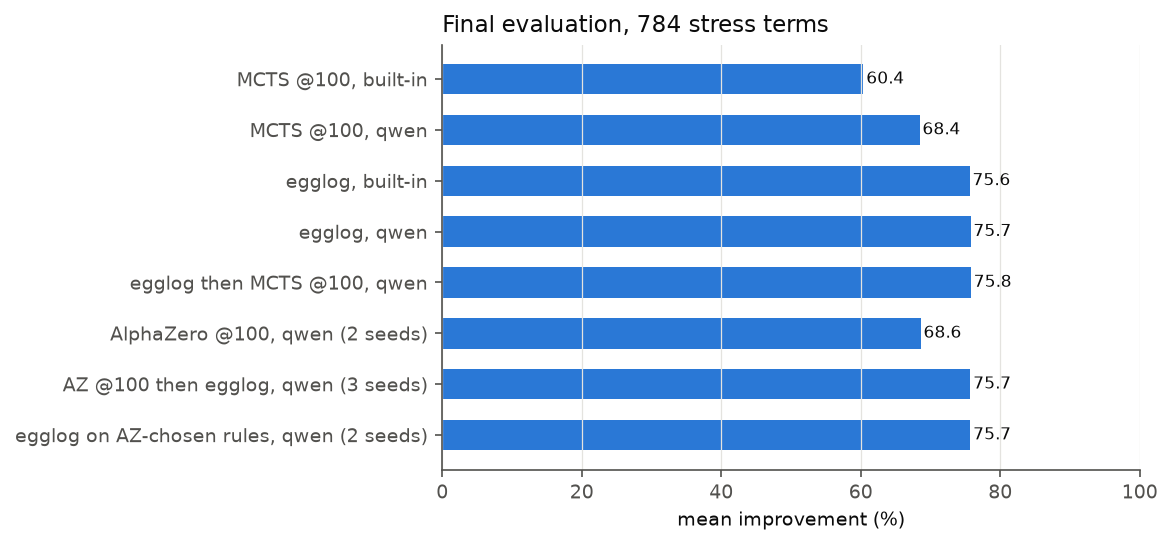 Final evaluation, 784 stress terms
MCTS @100, built-in 60.4
MCTS @100, qwen 68.4
egglog, built-in 75.6
egglog, qwen 75.7
egglog then MCTS @100, qwen 75.8
AlphaZero @100, qwen (2 seeds) 68.6
AZ @100 then egglog, qwen (3 seeds) 75.7
egglog on AZ-chosen rules, qwen (2 seeds) 75.7
0 20 40 60 80 100
mean improvement (%)